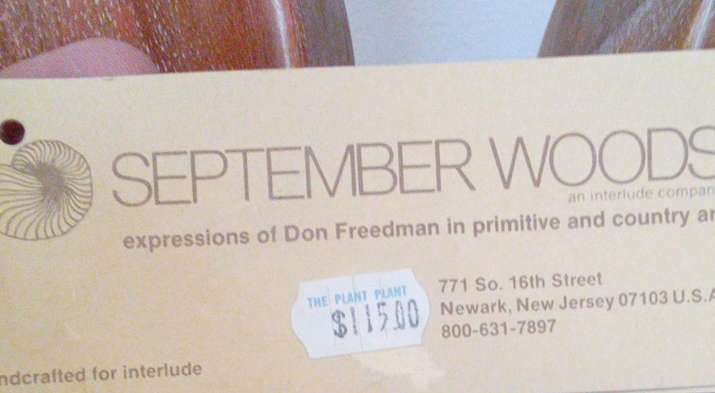 SEPTEMBER WOODS
an interlude
expressions of Don Freedman in primitive and country
THE PLANT PLANT
$115.00
771 So. 16th Street
Newark, New Jersey 07103 U.S.A
800-631-7897
ndcrafted for interlude